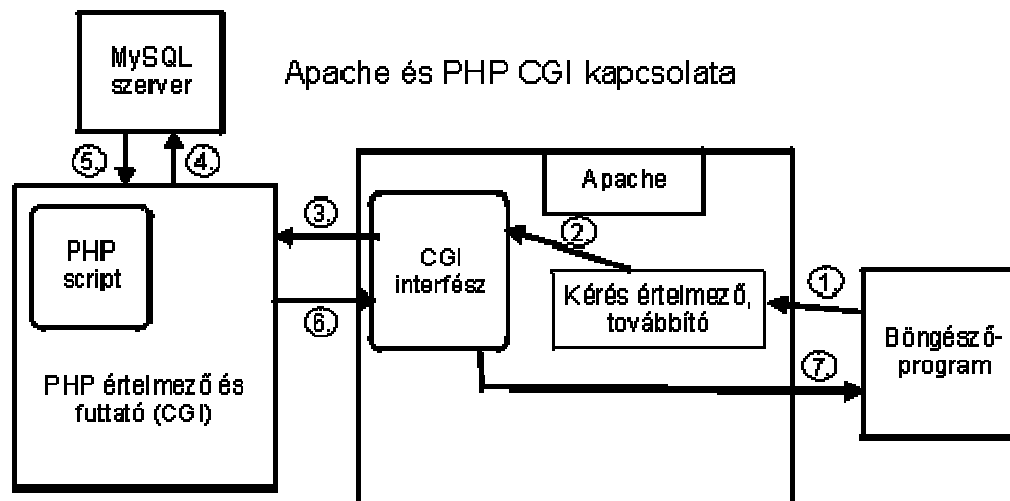 MySQL
szerver
Apache és PHP CGI kapcsolata
5.
4.
Apache
PHP
script
3.
2.
CGI
interfész
1.
Kérés értelmező,
továbbító
6.
7.
Böngésző-
program
PHP értelmező és
futtató (CGI)